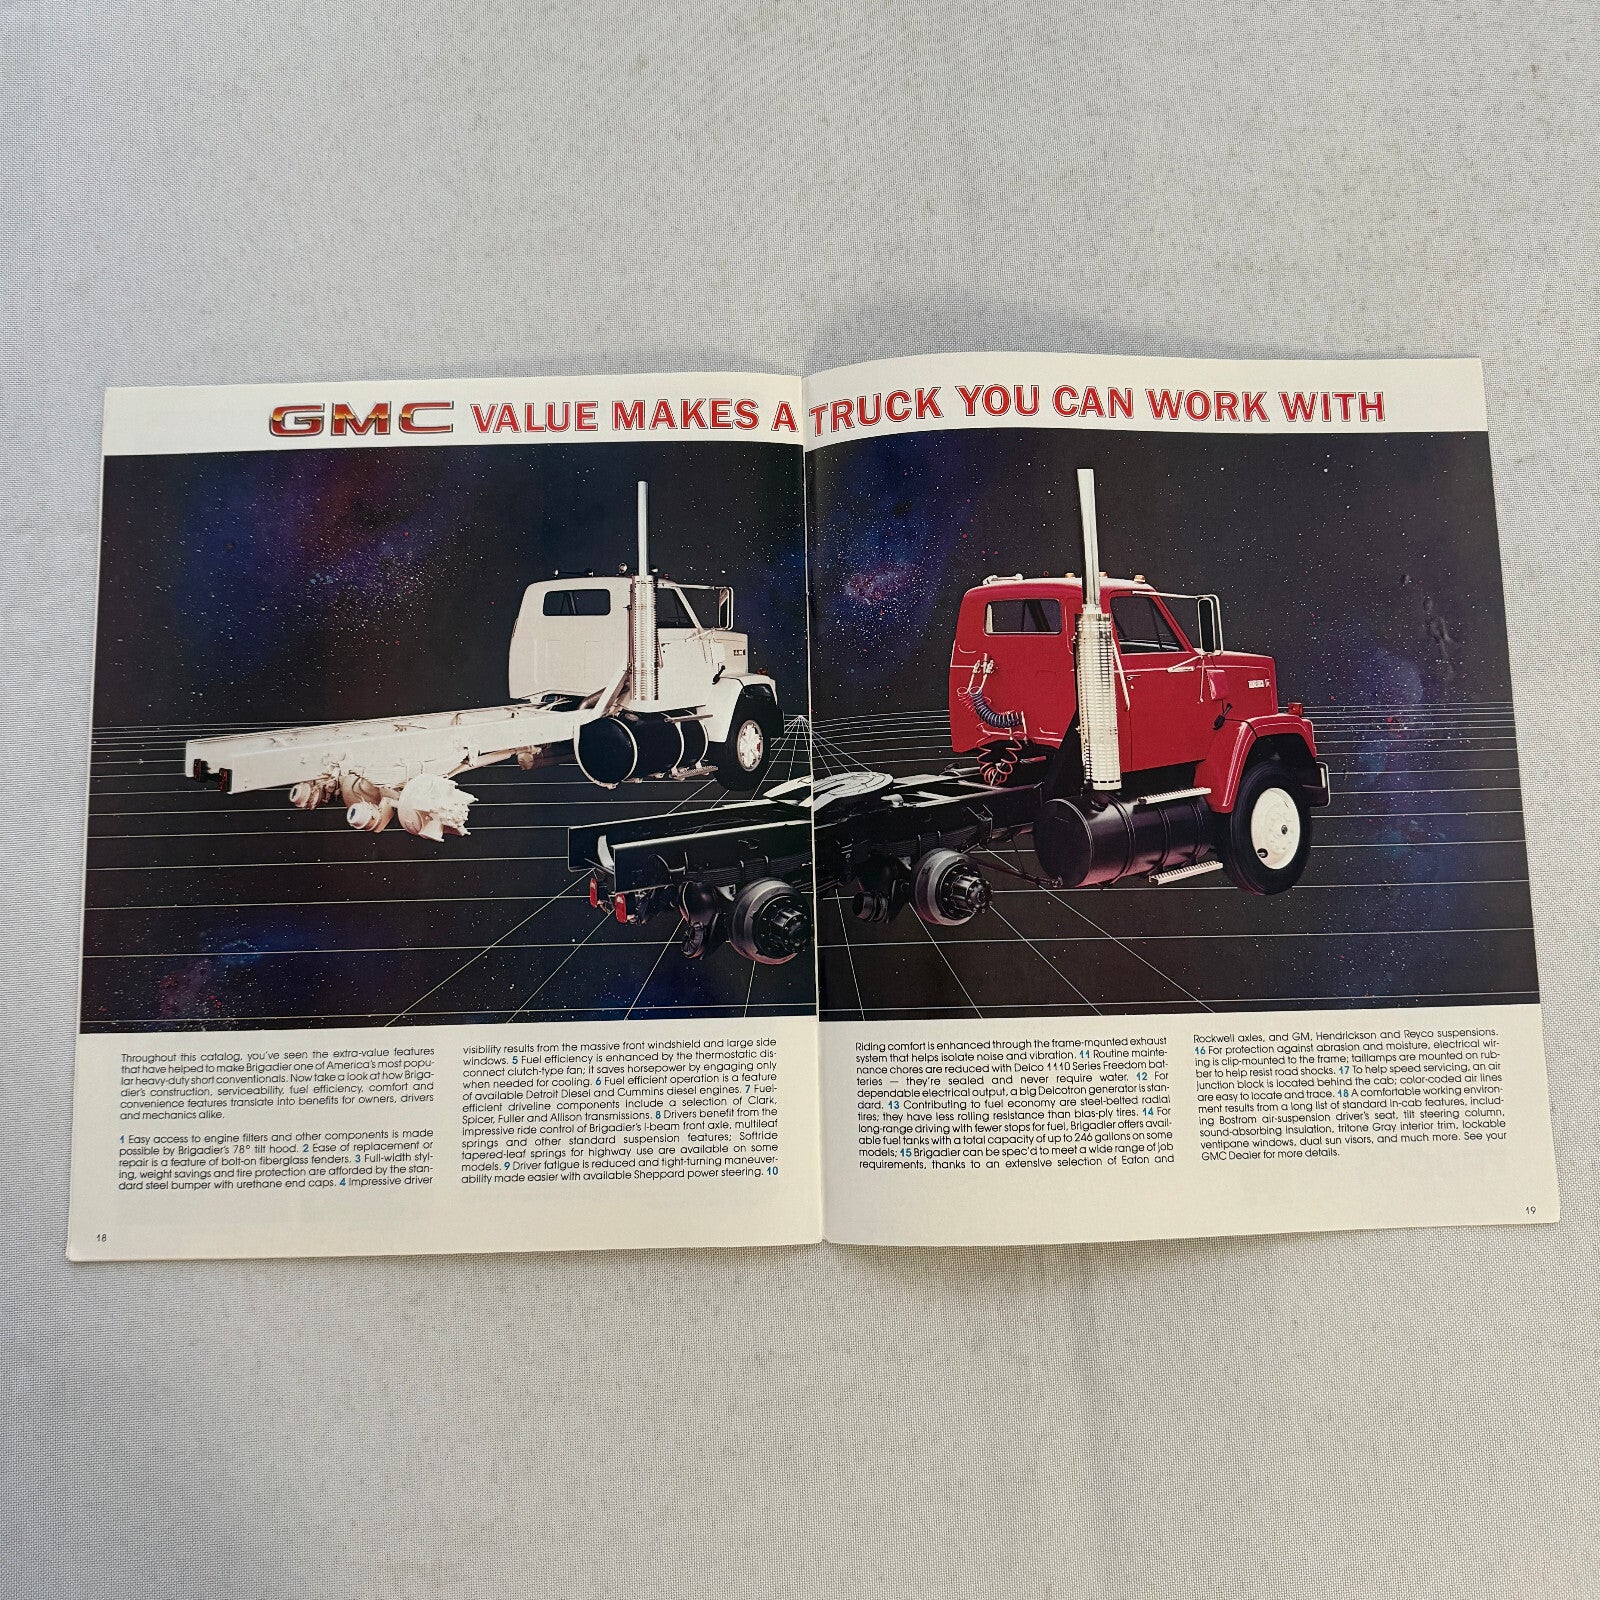 GMC VALUE MAKES A TRUCK YOU CAN WORK WITH
Throughout this catalog, you've seen the extra-value features
that have helped to make Brigadier one of America's most popu-
lar heavy-duty short conventionals. Now take a look at how Briga-
dier's construction, serviceability, fuel efficiency, comfort and
convenience features translate into benefits for owners, drivers
and mechanics alike.
1 Easy access to engine filters and other components is made
possible by Brigadier's 78° tilt hood. 2 Ease of replacement or
repair is a feature of bolt-on fiberglass fenders. 3 Full-width styl-
ing, weight savings and tire protection are afforded by the stan-
dard steel bumper with urethane end caps. 4 Impressive driver
visibility results from the massive front windshield and large side
windows. 5 Fuel efficiency is enhanced by the thermostatic dis-
connect clutch-type fan; it saves horsepower by engaging only
when needed for cooling. 6 Fuel efficient operation is a feature
of available Detroit Diesel and Cummins diesel engines. 7 Fuel-
efficient driveline components include a selection of Clark,
Spicer, Fuller and Allison transmissions. 8 Drivers benefit from the
impressive ride control of Brigadier's I-beam front axle, multileaf
springs and other standard suspension features; Softride
tapered-leaf springs for highway use are available on some
models. 9 Driver fatigue is reduced and tight-turning maneuver-
ability made easier with available Sheppard power steering. 10
18
Riding comfort is enhanced through the frame-mounted exhaust
system that helps isolate noise and vibration. 11 Routine mainte-
nance chores are reduced with Delco 1110 Series Freedom bat-
teries — they're sealed and never require water. 12 For
dependable electrical output, a big Delcotron generator is stan-
dard. 13 Contributing to fuel economy are steel-belted radial
tires; they have less rolling resistance than bias-ply tires. 14 For
long-range driving with fewer stops for fuel, Brigadier offers avail-
able fuel tanks with a total capacity of up to 246 gallons on some
models; 15 Brigadier can be spec'd to meet a wide range of job
requirements, thanks to an extensive selection of Eaton and
Rockwell axles, and GM, Hendrickson and Reyco suspensions.
16 For protection against abrasion and moisture, electrical wir-
ing is clip-mounted to the frame; taillamps are mounted on rub-
ber to help resist road shocks. 17 To help speed servicing, an air
junction block is located behind the cab; color-coded air lines
are easy to locate and trace. 18 A comfortable working environ-
ment results from a long list of standard in-cab features, includ-
ing Bostrom air-suspension driver's seat, tilt steering column,
sound-absorbing insulation, tritone Gray interior trim, lockable
ventipane windows, dual sun visors, and much more. See your
GMC Dealer for more details.
19